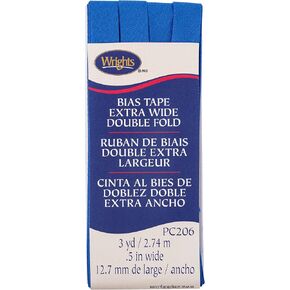 Wrights
BIAS TAPE
EXTRA WIDE
DOUBLE FOLD
RUBAN DE BIAIS
DOUBLE EXTRA
LARGEUR
CINTA AL BIES DE
DOBLEZ DOBLE
EXTRA ANCHO
PC206
3 yd / 2.74 m
.5 in wide
12.7 mm de large / ancho